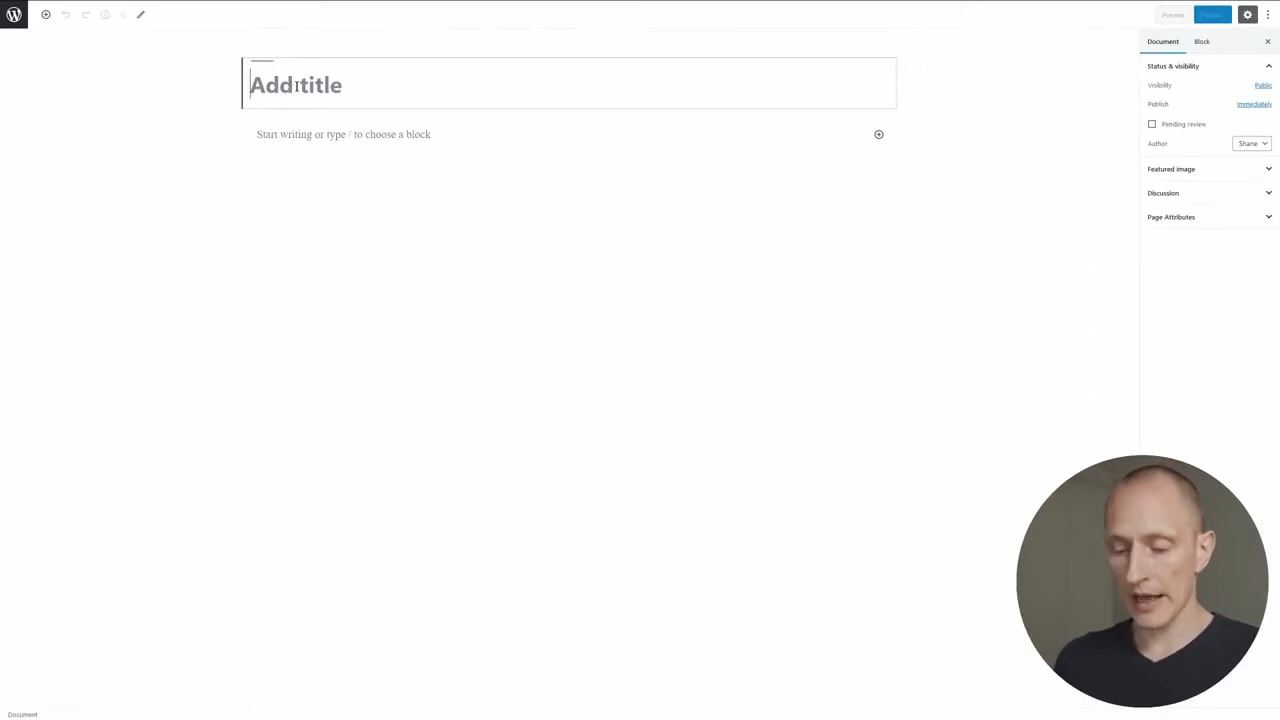 Preview
Document
Block
Add title
Status & visibility
Visibility
Public
Start writing or type / to choose a block
Publish
Immediately
Pending review
Author
Shane
Featured image
Discussion
Page Attributes
Document